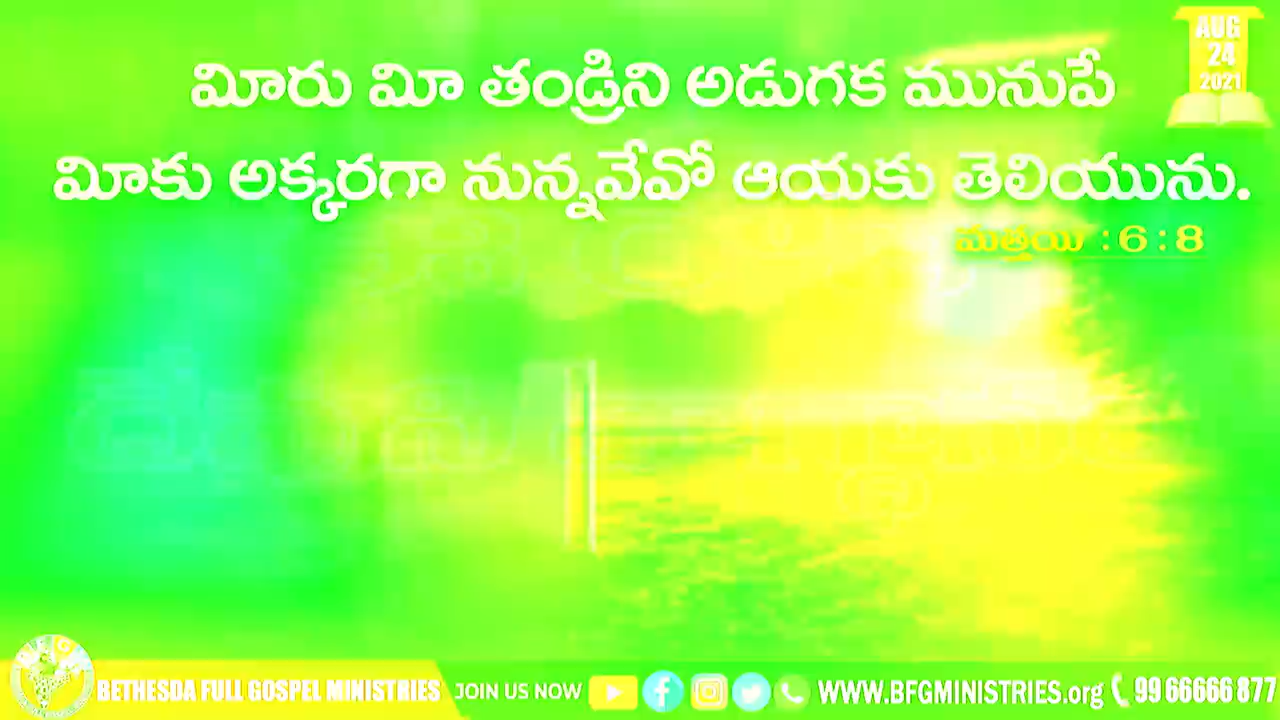 AUG
24
2021
మీరు మీ తండ్రిని అడుగక మునుపే
మీకు అక్కరగా నున్నవేవో ఆయకు తెలియును.
మత్తయి :6:8
BETHESDA FULL GOSPEL MINISTRIES JOIN US NOW WWW.BFGMINISTRIES.org 99 66666 877